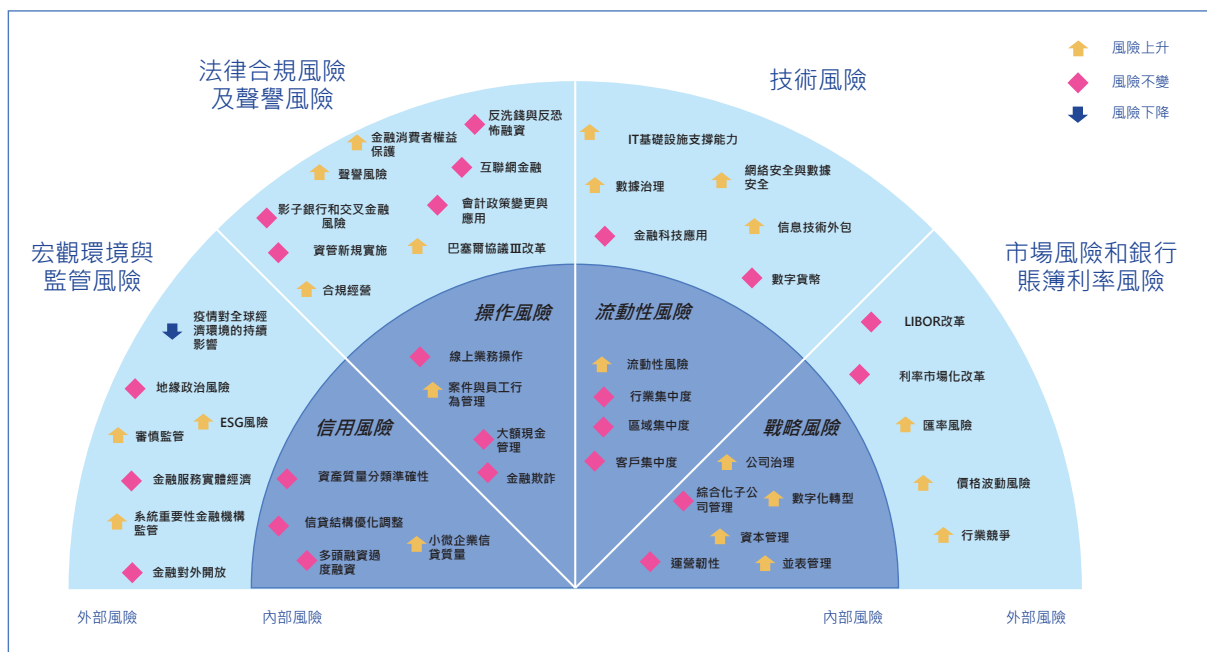 法律合規風險
及聲譽風險
技術風險
風險上升
風險不變
風險下降
宏觀環境與
監管風險
市場風險和銀行
賬簿利率風險
反洗錢與反恐
怖融資
金融消費者權益
保護
互聯網金融
聲譽風險
會計政策變更與
應用
影子銀行和交叉金融
風險
資管新規實施
巴塞爾協議Ⅲ改革
合規經營
IT基礎設施支撐能力
數據治理
網絡安全與數據
安全
金融科技應用
信息技術外包
數字貨幣
疫情對全球經
濟環境的持續
影響
地緣政治風險
ESG風險
審慎監管
金融服務實體經濟
系統重要性金融機構
監管
金融對外開放
LIBOR改革
利率市場化改革
匯率風險
價格波動風險
行業競爭
操作風險
線上業務操作
案件與員工行
為管理
大額現金
管理
金融欺詐
流動性風險
流動性風險
行業集中度
區域集中度
客戶集中度
信用風險
資產質量分類準確性
信貸結構優化調整
小微企業信
貸質量
多頭融資過
度融資
戰略風險
公司治理
綜合化子公
司管理
數字化轉型
資本管理
運營韌性
並表管理
外部風險
內部風險
內部風險
外部風險